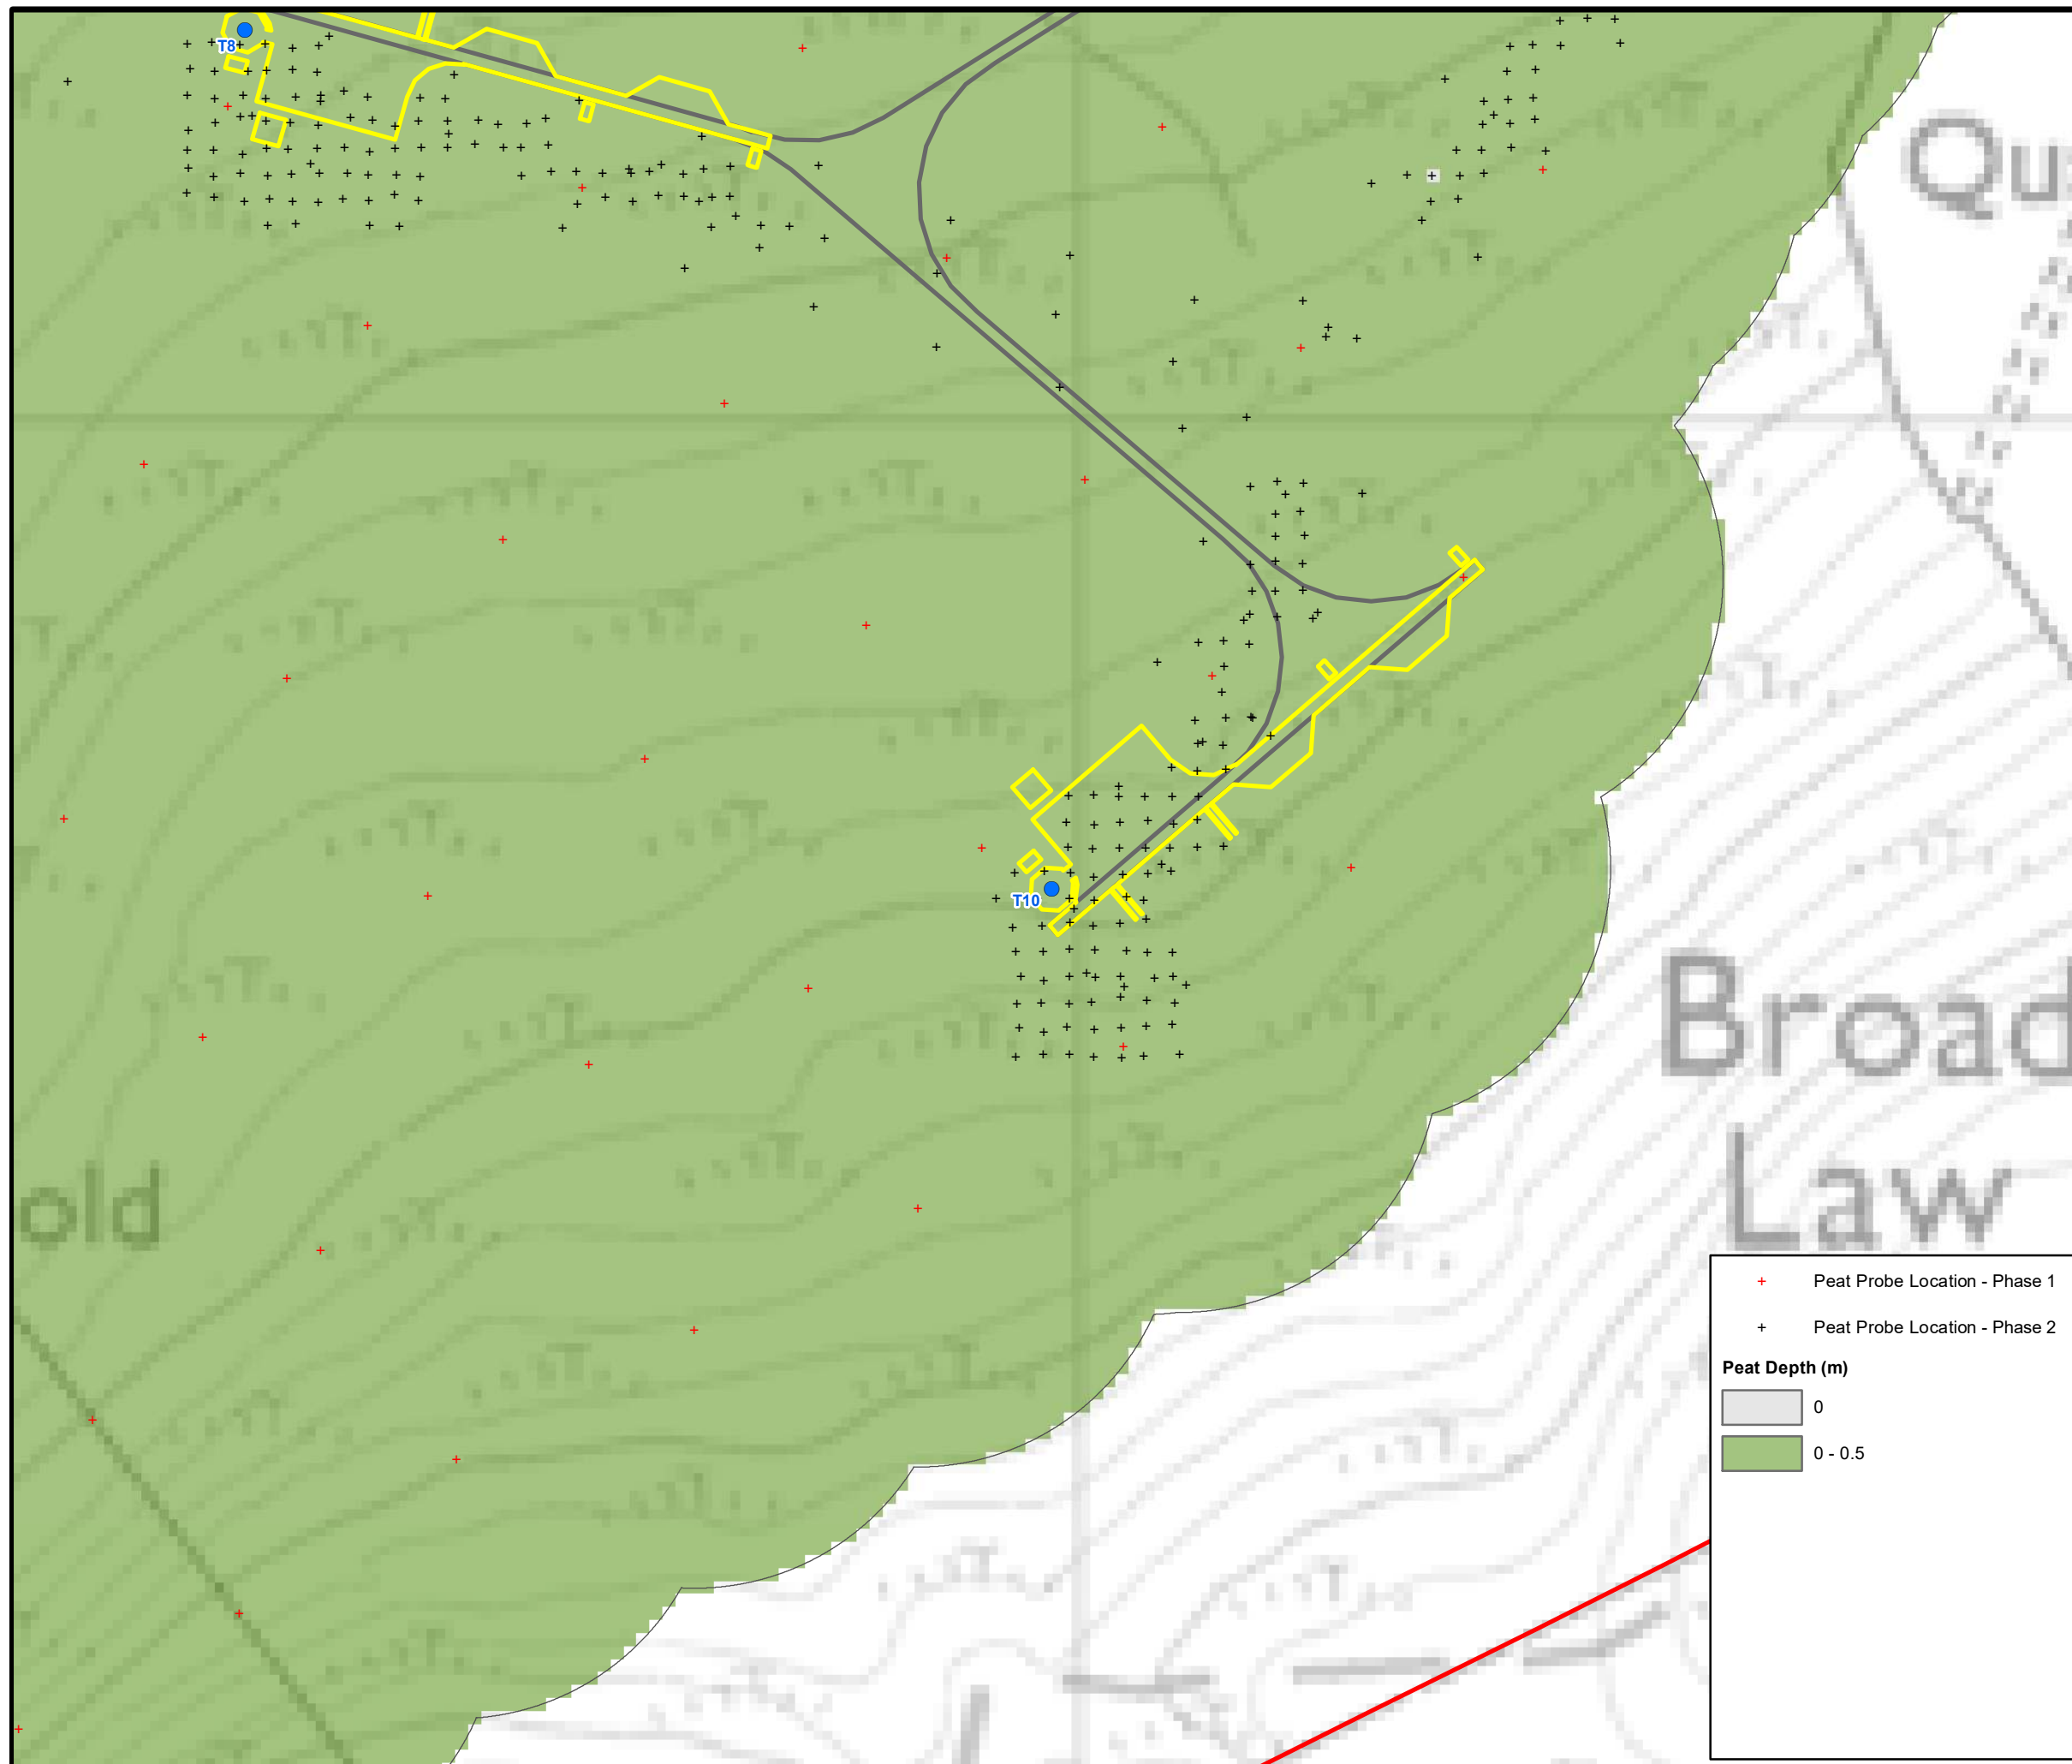 T8
Qu
T10
Broad
Law
old
Peat Probe Location - Phase 1
Peat Probe Location - Phase 2
Peat Depth (m)
0
0 - 0.5